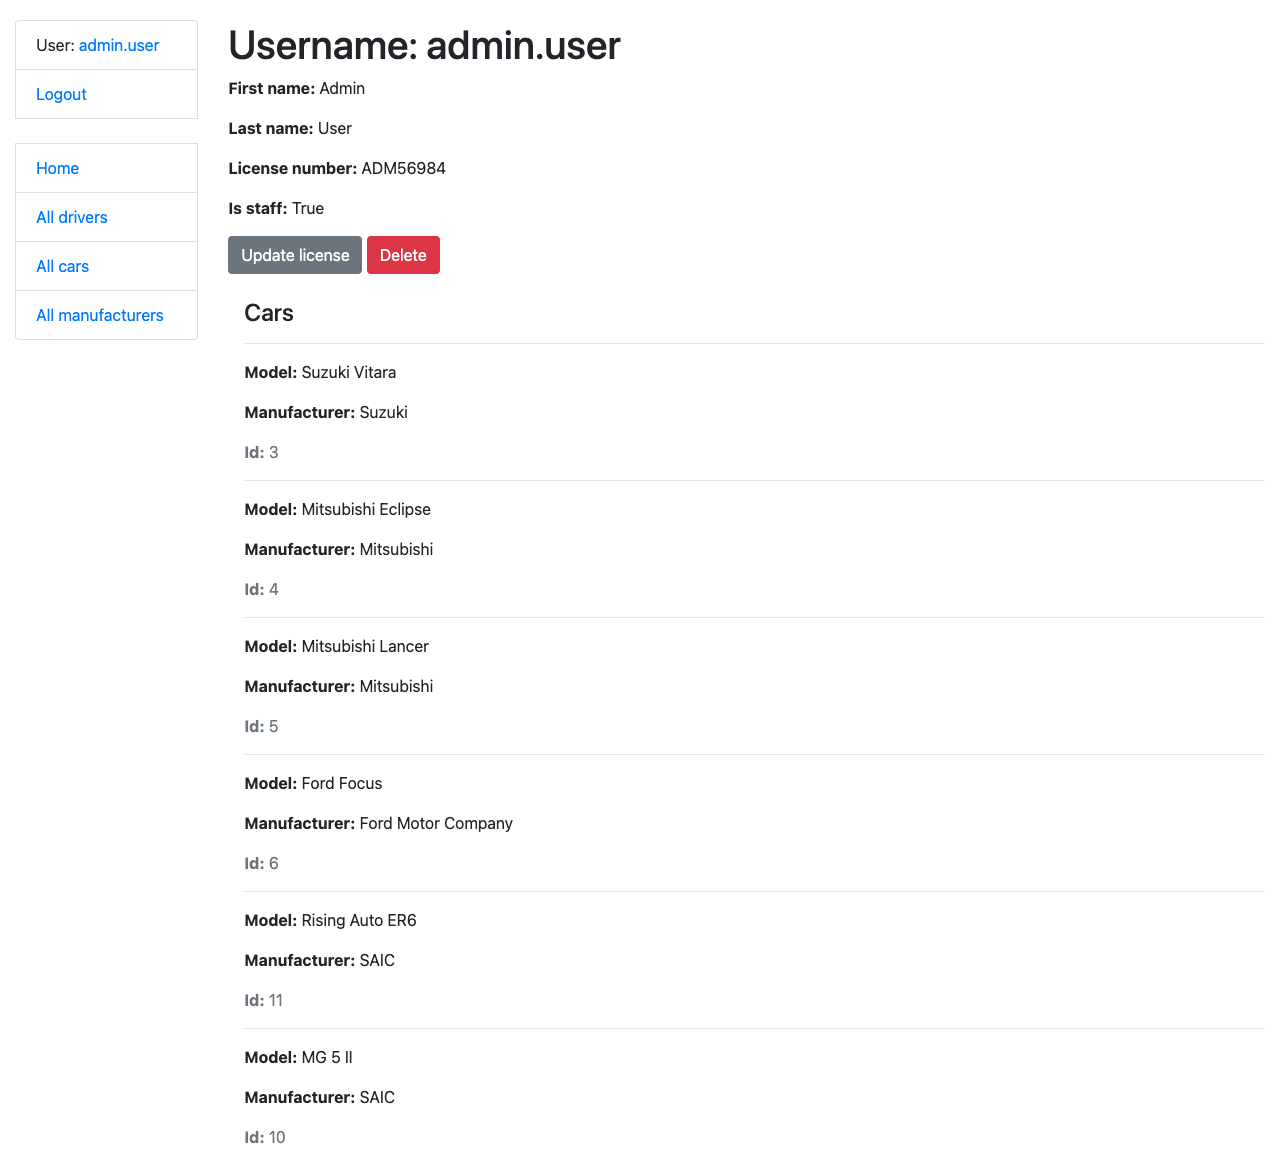 User: admin.user
Logout
Home
All drivers
All cars
All manufacturers
Username: admin.user
First name: Admin
Last name: User
License number: ADM56984
Is staff: True
Update license Delete
Cars
Model: Suzuki Vitara
Manufacturer: Suzuki
Id: 3
Model: Mitsubishi Eclipse
Manufacturer: Mitsubishi
Id: 4
Model: Mitsubishi Lancer
Manufacturer: Mitsubishi
Id: 5
Model: Ford Focus
Manufacturer: Ford Motor Company
Id: 6
Model: Rising Auto ER6
Manufacturer: SAIC
Id: 11
Model: MG 5 II
Manufacturer: SAIC
Id: 10